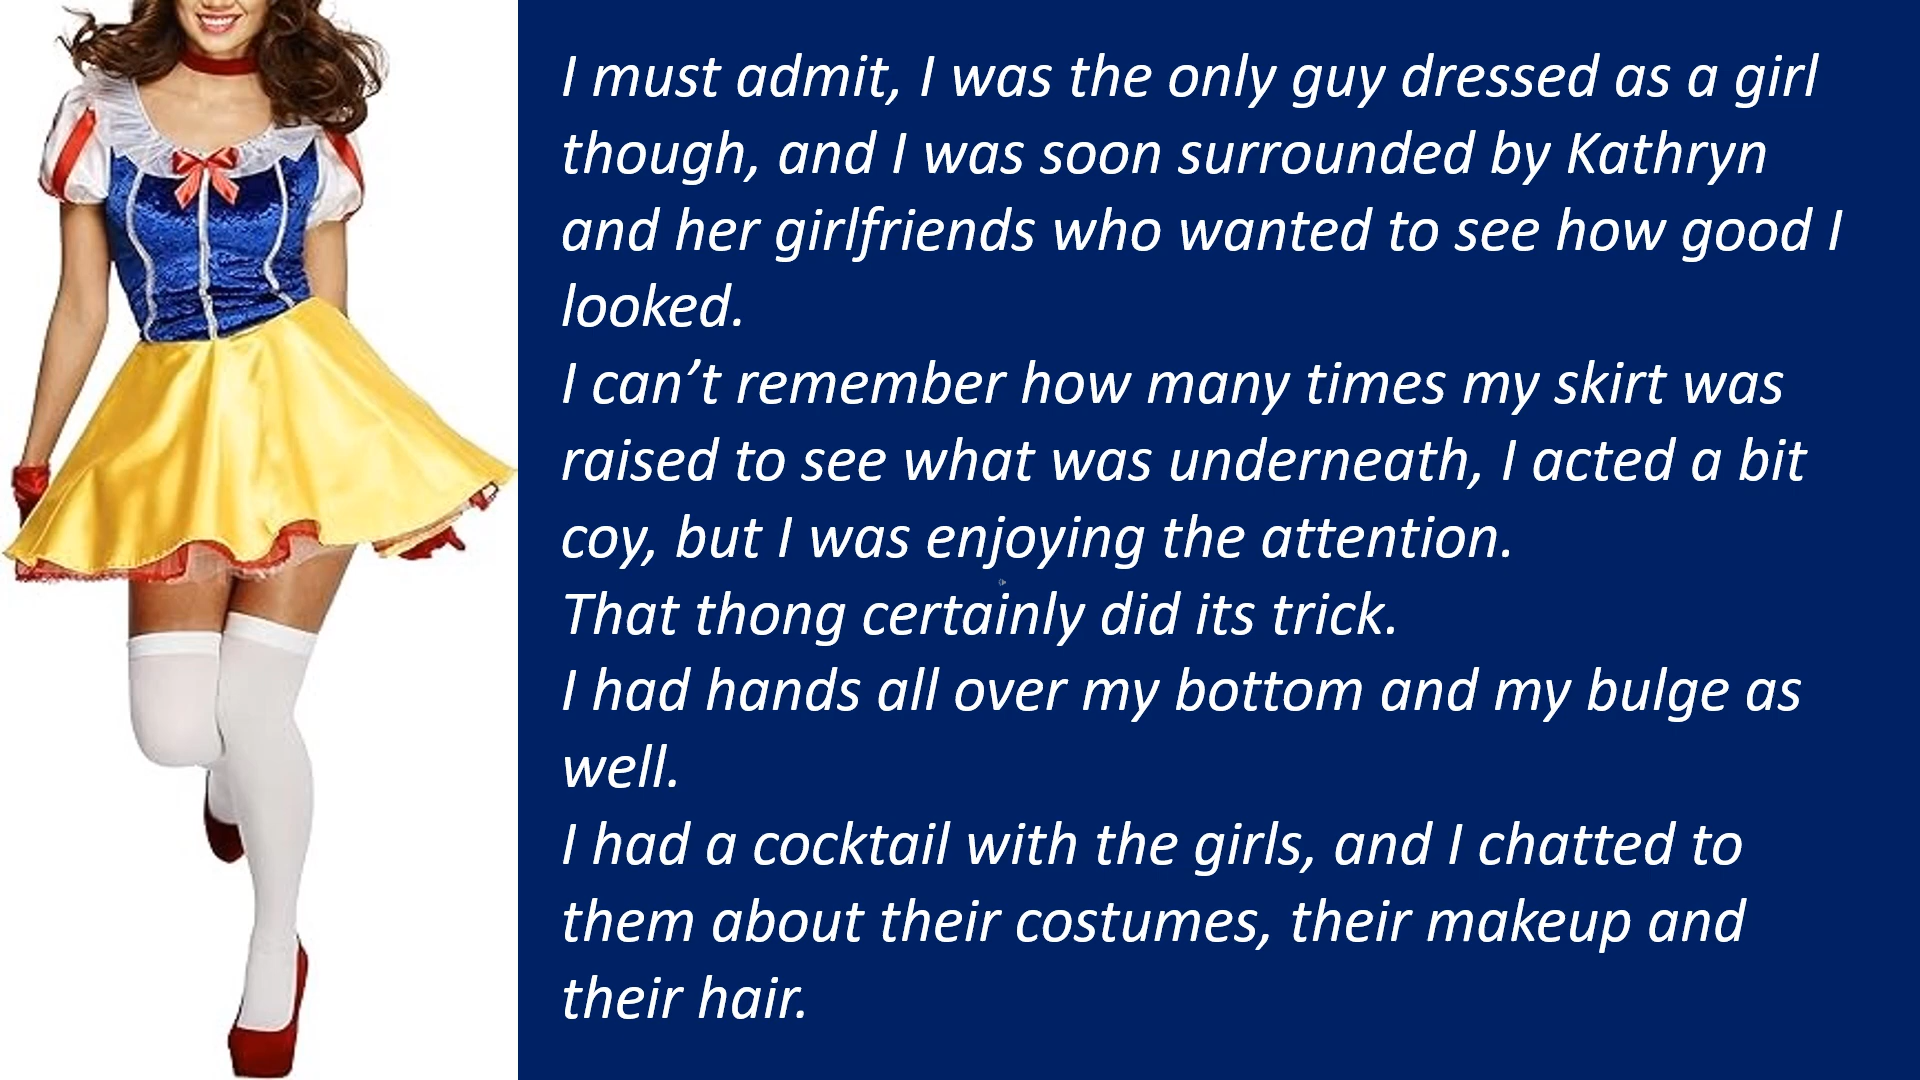 I must admit, I was the only guy dressed as a girl
though, and I was soon surrounded by Kathryn
and her girlfriends who wanted to see how good I
looked.
I can’t remember how many times my skirt was
raised to see what was underneath, I acted a bit
coy, but I was enjoying the attention.
That thong certainly did its trick.
I had hands all over my bottom and my bulge as
well.
I had a cocktail with the girls, and I chatted to
them about their costumes, their makeup and
their hair.